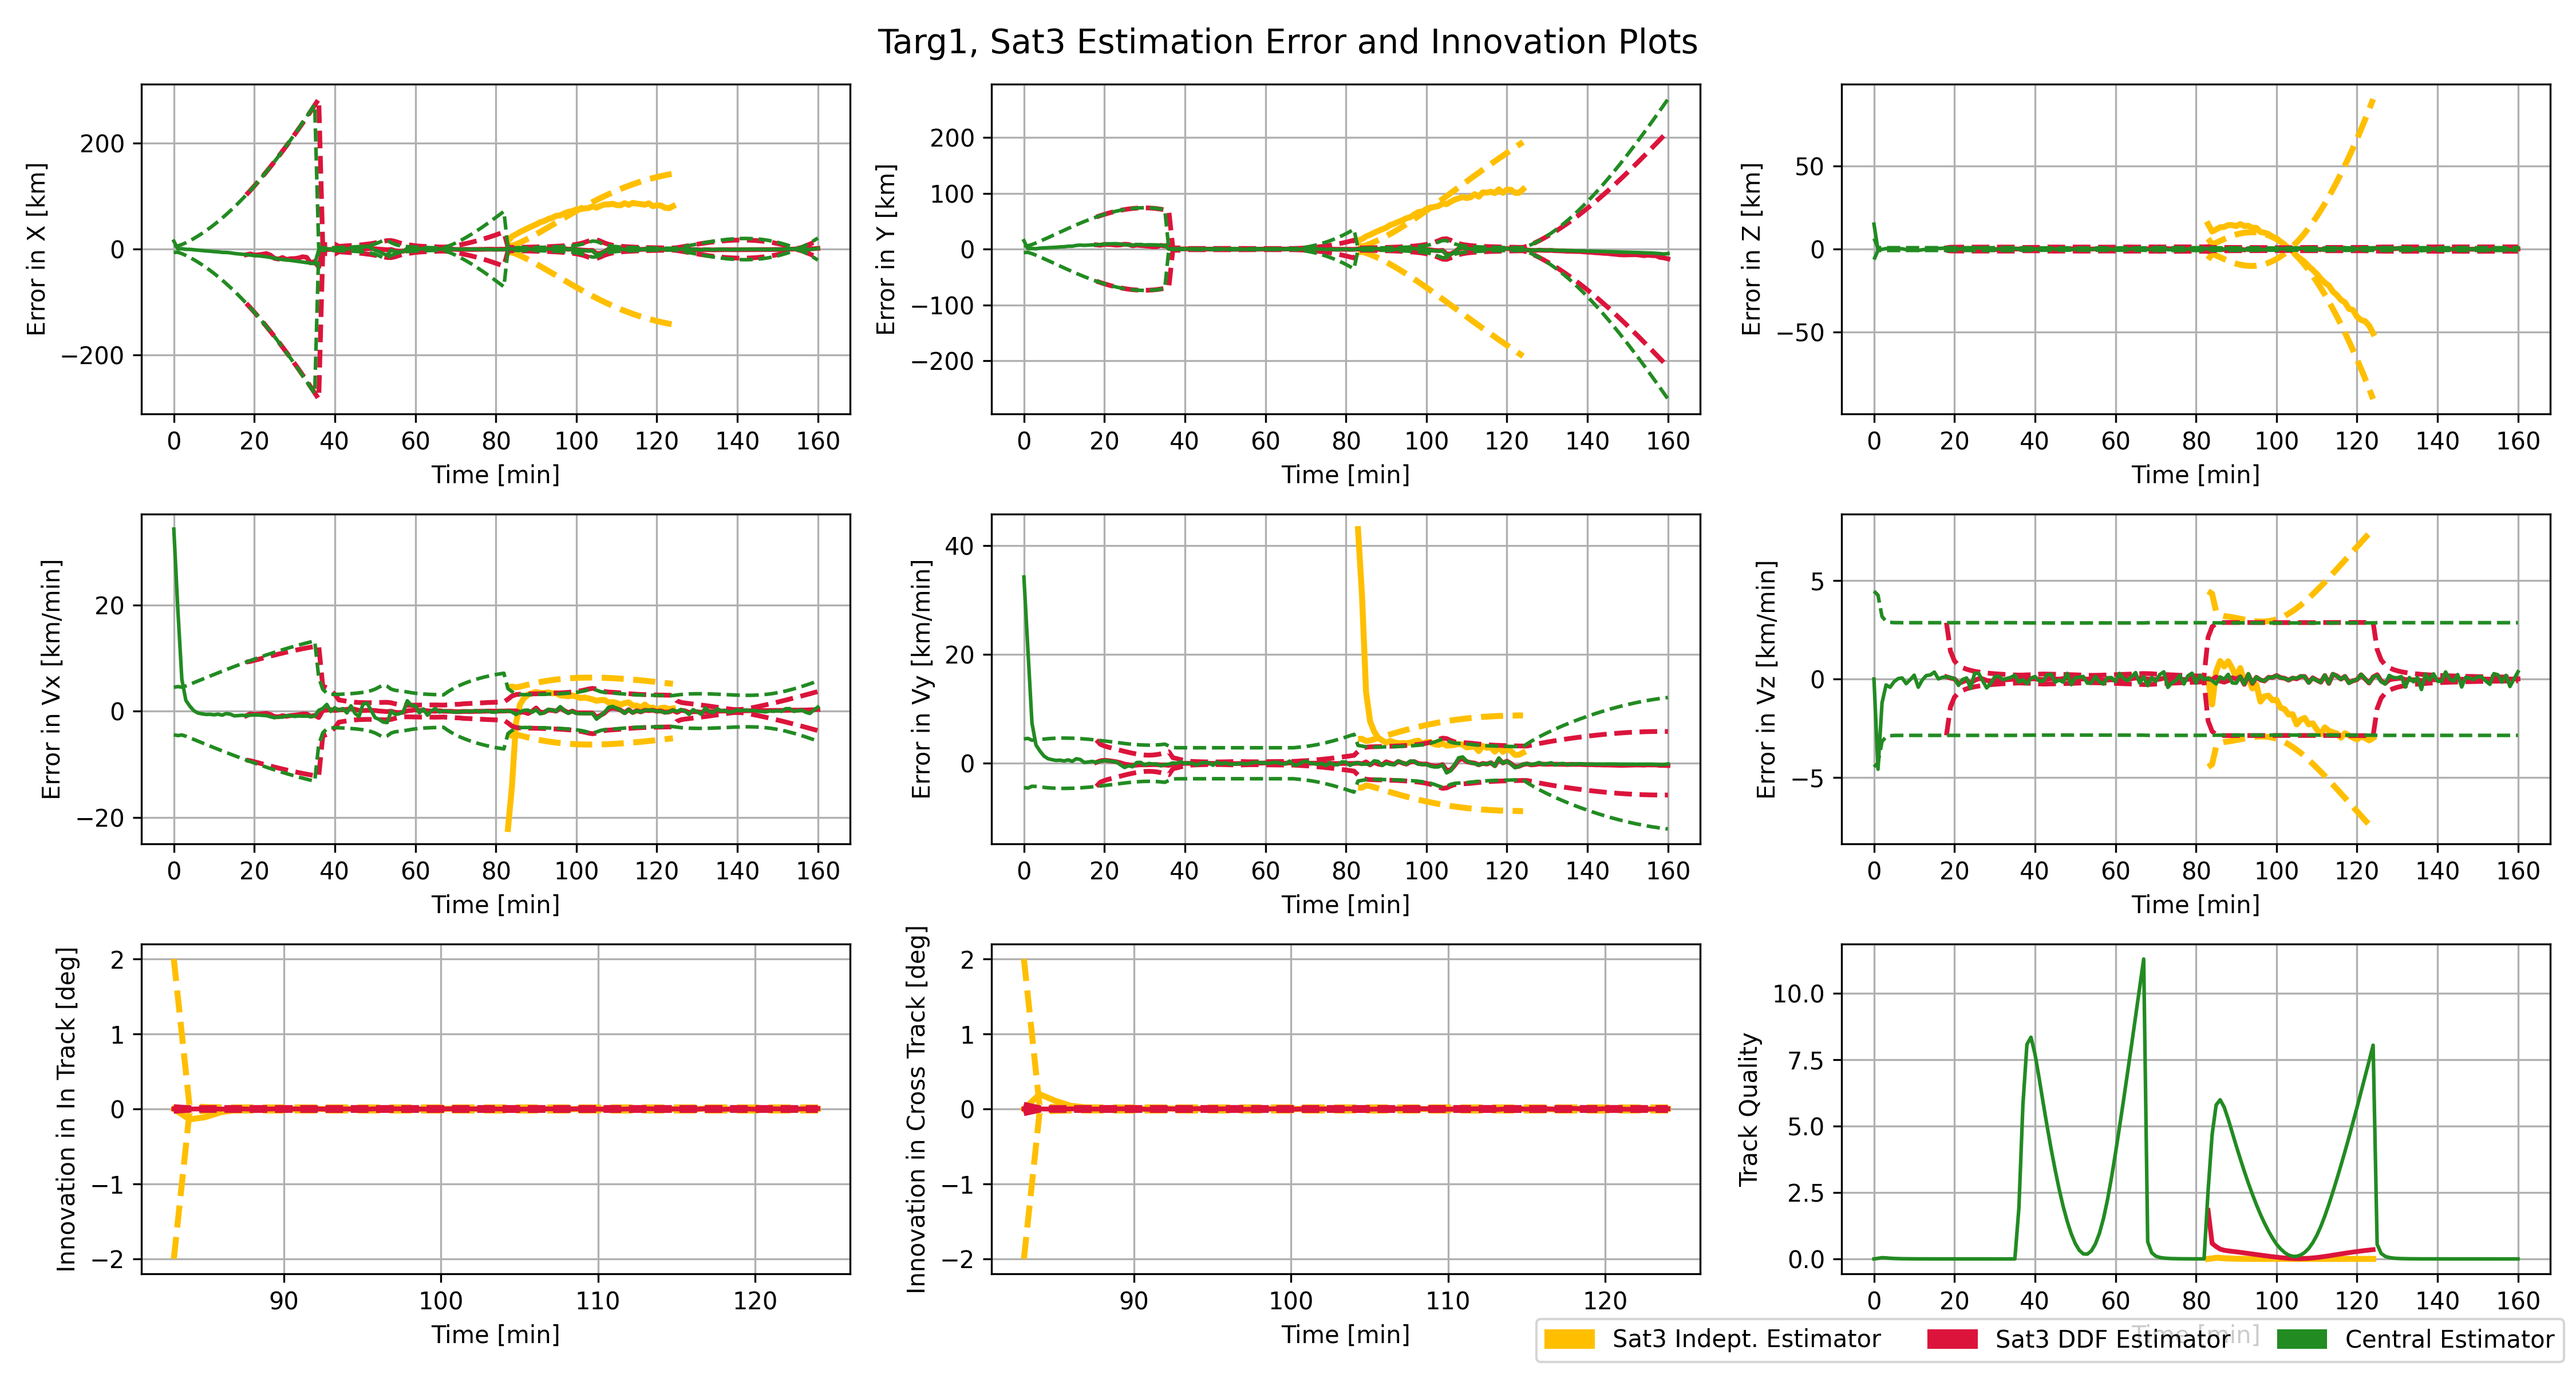 Targ1, Sat3 Estimation Error and Innovation Plots
Error in X [km]
200
0
−200
0 20 40 60 80 100 120 140 160
Time [min]
Error in Y [km]
200
100
0
−100
−200
0 20 40 60 80 100 120 140 160
Time [min]
Error in Z [km]
50
0
−50
0 20 40 60 80 100 120 140 160
Time [min]
Error in Vx [km/min]
20
0
−20
0 20 40 60 80 100 120 140 160
Time [min]
Error in Vy [km/min]
40
20
0
0 20 40 60 80 100 120 140 160
Time [min]
Error in Vz [km/min]
5
0
−5
0 20 40 60 80 100 120 140 160
Time [min]
Innovation in In Track [deg]
2
1
0
−1
−2
90 100 110 120
Time [min]
Innovation in Cross Track [deg]
2
1
0
−1
−2
90 100 110 120
Time [min]
Track Quality
10.0
7.5
5.0
2.5
0.0
0 20 40 60 80 100 120 140 160
Time [min]
Sat3 Indept. Estimator Sat3 DDF Estimator Central Estimator